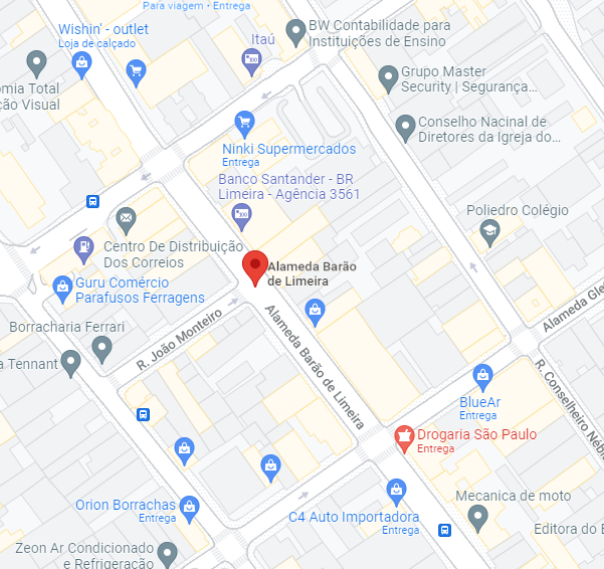 Para viagem • Entrega
Wishin' - outlet
Loja de calçado
Itaú
BW Contabilidade para
Instituições de Ensino
omia Total
ção Visual
Grupo Master
Security | Segurança...
Conselho Nacinal de
Diretores da Igreja do...
Ninki Supermercados
Entrega
Banco Santander - BR
Limeira - Agência 3561
Poliedro Colégio
Centro De Distribuição
Dos Correios
Alameda Barão
de Limeira
Guru Comércio
Parafusos Ferragens
Borracharia Ferrari
R. João Monteiro
Alameda Barão de Limeira
Alameda Gle
a Tennant
R. Conselheiro Nébia
BlueAr
Entrega
Drogaria São Paulo
Entrega
Orion Borrachas
Entrega
C4 Auto Importadora
Entrega
Mecanica de moto
Editora do B
Zeon Ar Condicionado
e Refrigeração